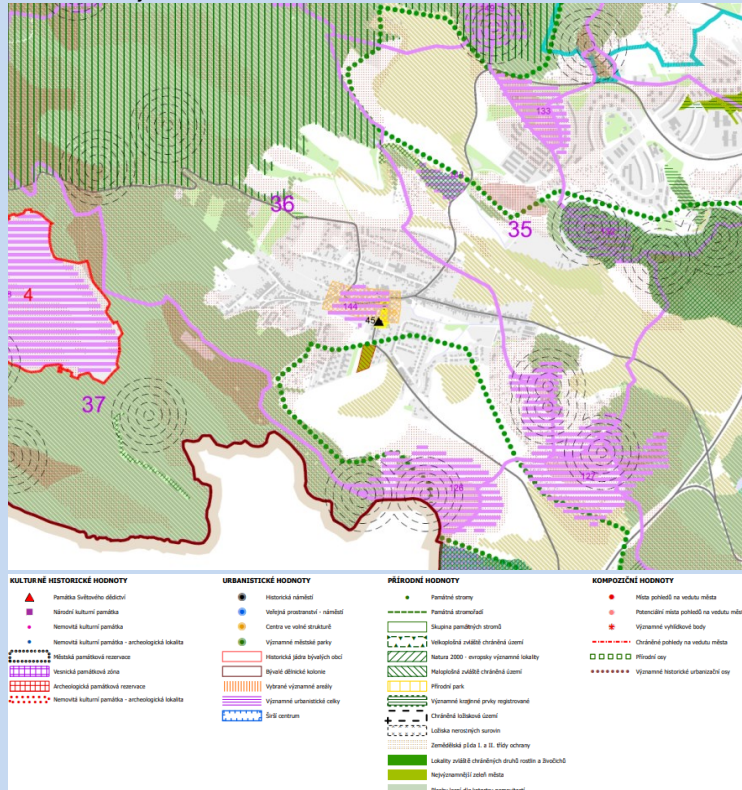 133
36
35
4
144
45
37
127
KULTURNĚ HISTORICKÉ HODNOTY
Památka Světového dědictví
Národní kulturní památka
Nemovitá kulturní památka
Nemovitá kulturní památka - archeologická lokalita
Městská památková rezervace
Vesnická památková zóna
Archeologická památková rezervace
Nemovitá kulturní památka - archeologická lokalita
URBANISTICKÉ HODNOTY
Historická náměstí
Veřejná prostranství - náměstí
Centra ve volné struktuře
Významné městské parky
Historická jádra bývalých obcí
Bývalé dělnické kolonie
Vybrané významné areály
Významné urbanistické celky
Širší centrum
PŘÍRODNÍ HODNOTY
Památné stromy
Památná stromořadí
Skupina památných stromů
Velkoplošná zvláště chráněná území
Natura 2000 - evropsky významné lokality
Maloplošná zvláště chráněná území
Přírodní park
Významné krajinné prvky registrované
Chráněná ložisková území
Ložiska nerostných surovin
Zemědělská půda I. a II. třídy ochrany
Lokality zvláště chráněných druhů rostlin a živočichů
Nejvýznamnější zeleň města
KOMPOZIČNÍ HODNOTY
Místa pohledů na vedutu města
Potenciální místa pohledů na vedutu měst
Významné vyhlídkové body
Chráněné pohledy na vedutu města
Přírodní osy
Významné historické urbanizační osy